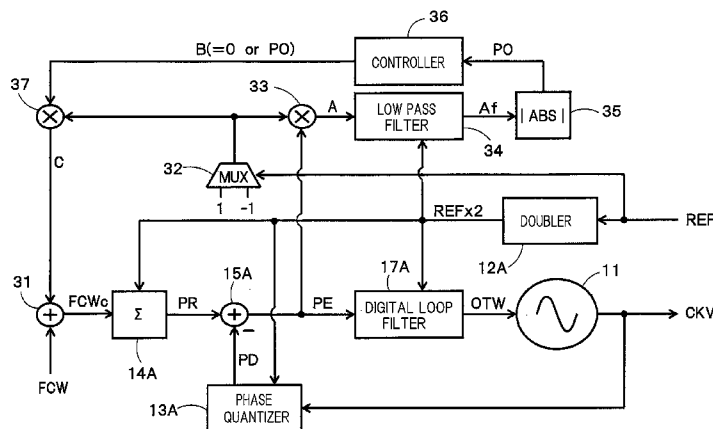 36
B(=0 or PO)
CONTROLLER
PO
37
33
A
LOW PASS
FILTER
Af
| ABS |
35
34
C
32
MUX
1 -1
REFx2
DOUBLER
REF
12A
31
FCWc
Σ
PR
15A
PE
17A
DIGITAL LOOP
FILTER
OTW
11
CKV
14A
PD
FCW
13A
PHASE
QUANTIZER